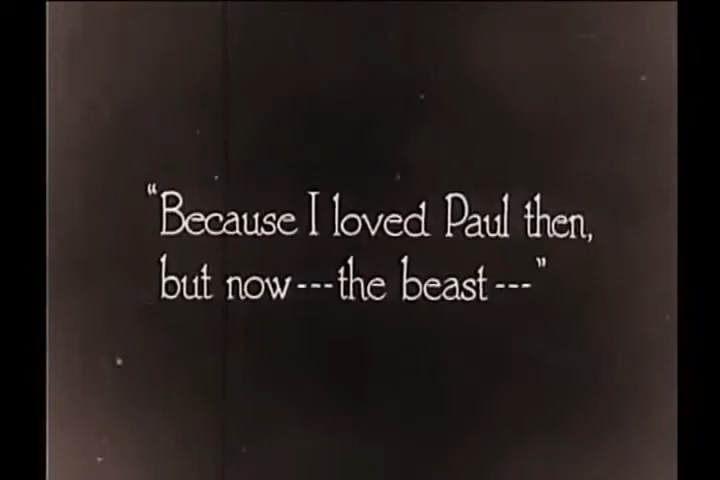 “Because I loved Paul then,
but now---the beast---”